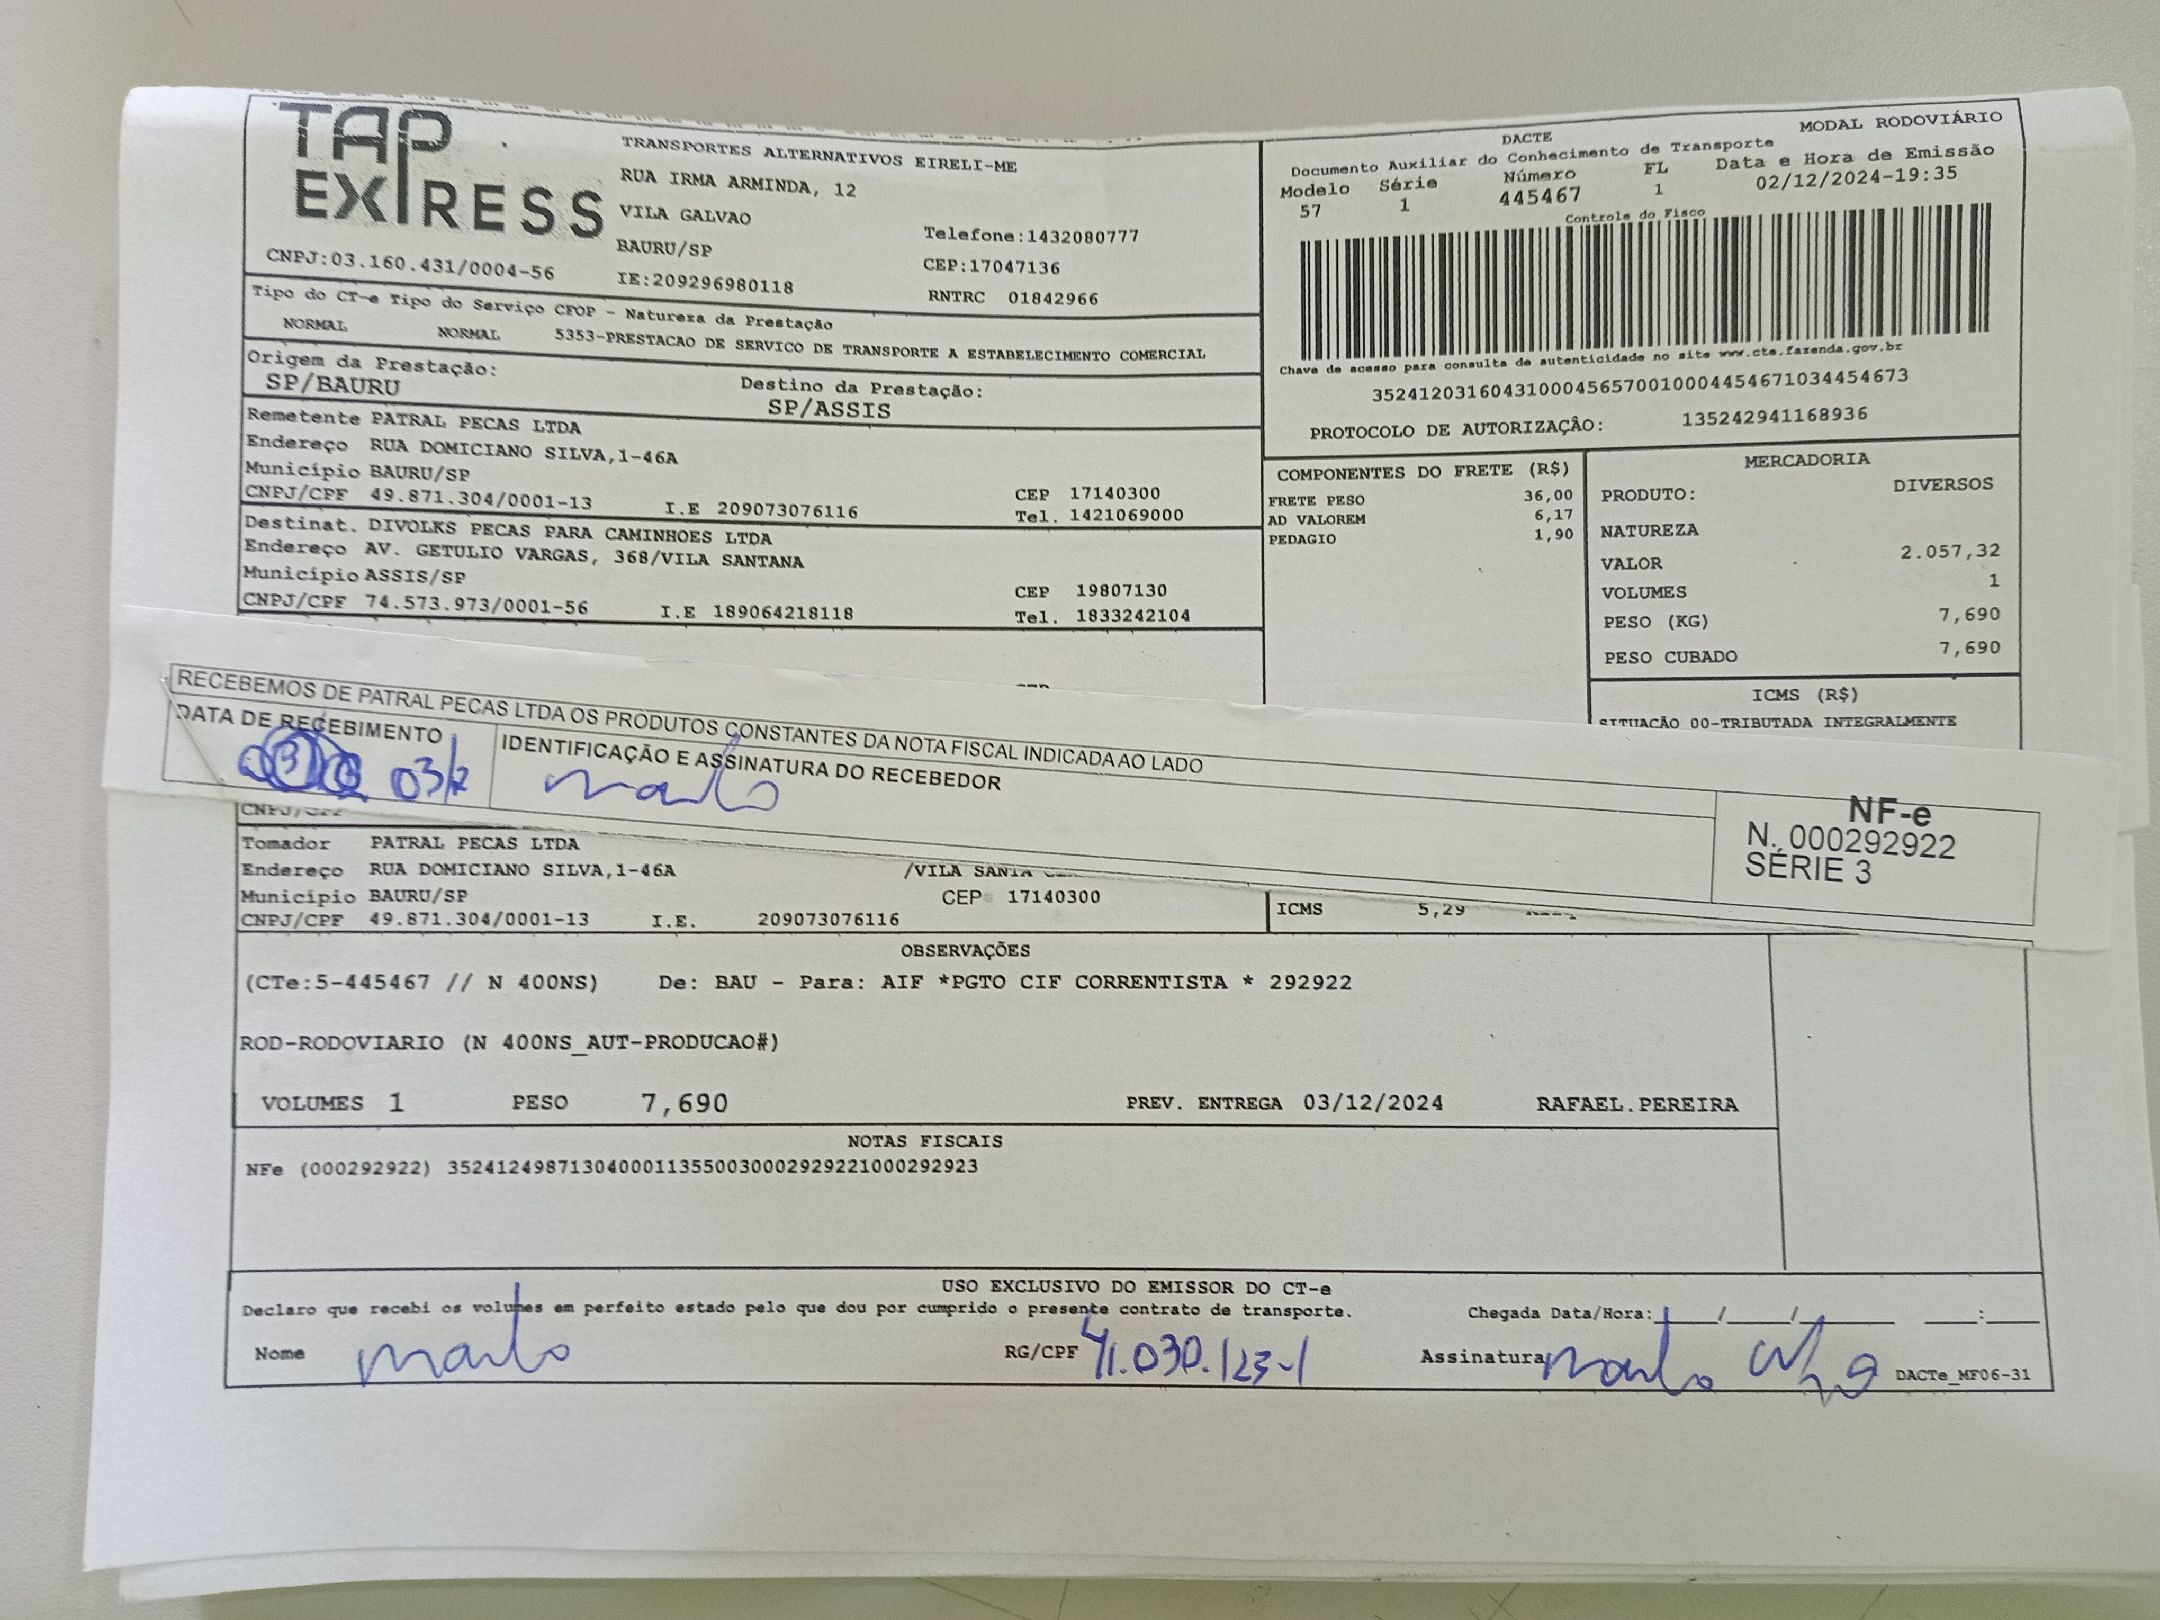 TAP EXPRESS
TRANSPORTES ALTERNATIVOS EIRELI-ME
RUA IRMA ARMINDA, 12
VILA GALVAO
BAURU/SP
IE:209296980118
Telefone:1432080777
CEP:17047136
RNTRC 01842966
CNPJ:03.160.431/0004-56
MODAL RODOVIÁRIO
DACTE
Documento Auxiliar do Conhecimento de Transporte
Modelo Série Número FL Data e Hora de Emissão
57 1 445467 1 02/12/2024-19:35
Controle do Fisco
Chave de acesso para consulta de autenticidade no site www.cte.fazenda.gov.br
35241203160431000456570010004454671034454673
PROTOCOLO DE AUTORIZAÇÂO: 135242941168936
Tipo do CT-e Tipo do Serviço CFOP - Natureza da Prestação
NORMAL NORMAL 5353-PRESTACAO DE SERVICO DE TRANSPORTE A ESTABELECIMENTO COMERCIAL
Origem da Prestação: Destino da Prestação:
SP/BAURU SP/ASSIS
Remetente PATRAL PECAS LTDA
Endereço RUA DOMICIANO SILVA,1-46A
Município BAURU/SP CEP 17140300
CNPJ/CPF 49.871.304/0001-13 I.E 209073076116 Tel. 1421069000
Destinat. DIVOLKS PECAS PARA CAMINHOES LTDA
Endereço AV. GETULIO VARGAS, 368/VILA SANTANA
Município ASSIS/SP CEP 19807130
CNPJ/CPF 74.573.973/0001-56 I.E 189064218118 Tel. 1833242104
COMPONENTES DO FRETE (R$)
FRETE PESO 36,00
AD VALOREM 6,17
PEDAGIO 1,90
MERCADORIA
PRODUTO: DIVERSOS
NATUREZA
VALOR 2.057,32
VOLUMES 1
PESO (KG) 7,690
PESO CUBADO 7,690
ICMS (R$)
SITUACÃO 00-TRIBUTADA INTEGRALMENTE
RECEBEMOS DE PATRAL PECAS LTDA OS PRODUTOS CONSTANTES DA NOTA FISCAL INDICADA AO LADO
DATA DE RECEBIMENTO IDENTIFICAÇÃO E ASSINATURA DO RECEBEDOR
03/12
NF-e
N. 000292922
SÉRIE 3
CNPJ/CPF
Tomador PATRAL PECAS LTDA
Endereço RUA DOMICIANO SILVA,1-46A /VILA SANTA
Município BAURU/SP CEP 17140300
CNPJ/CPF 49.871.304/0001-13 I.E. 209073076116
ICMS 5,29
OBSERVAÇÕES
(CTe:5-445467 // N 400NS) De: BAU - Para: AIF *PGTO CIF CORRENTISTA * 292922
ROD-RODOVIARIO (N 400NS_AUT-PRODUCAO#)
VOLUMES 1 PESO 7,690 PREV. ENTREGA 03/12/2024 RAFAEL.PEREIRA
NOTAS FISCAIS
NFe (000292922) 35241249871304000113550030002929221000292923
USO EXCLUSIVO DO EMISSOR DO CT-e
Declaro que recebi os volumes em perfeito estado pelo que dou por cumprido o presente contrato de transporte. Chegada Data/Hora:
Nome RG/CPF 41.030.123-1 Assinatura DACTe_MF06-31